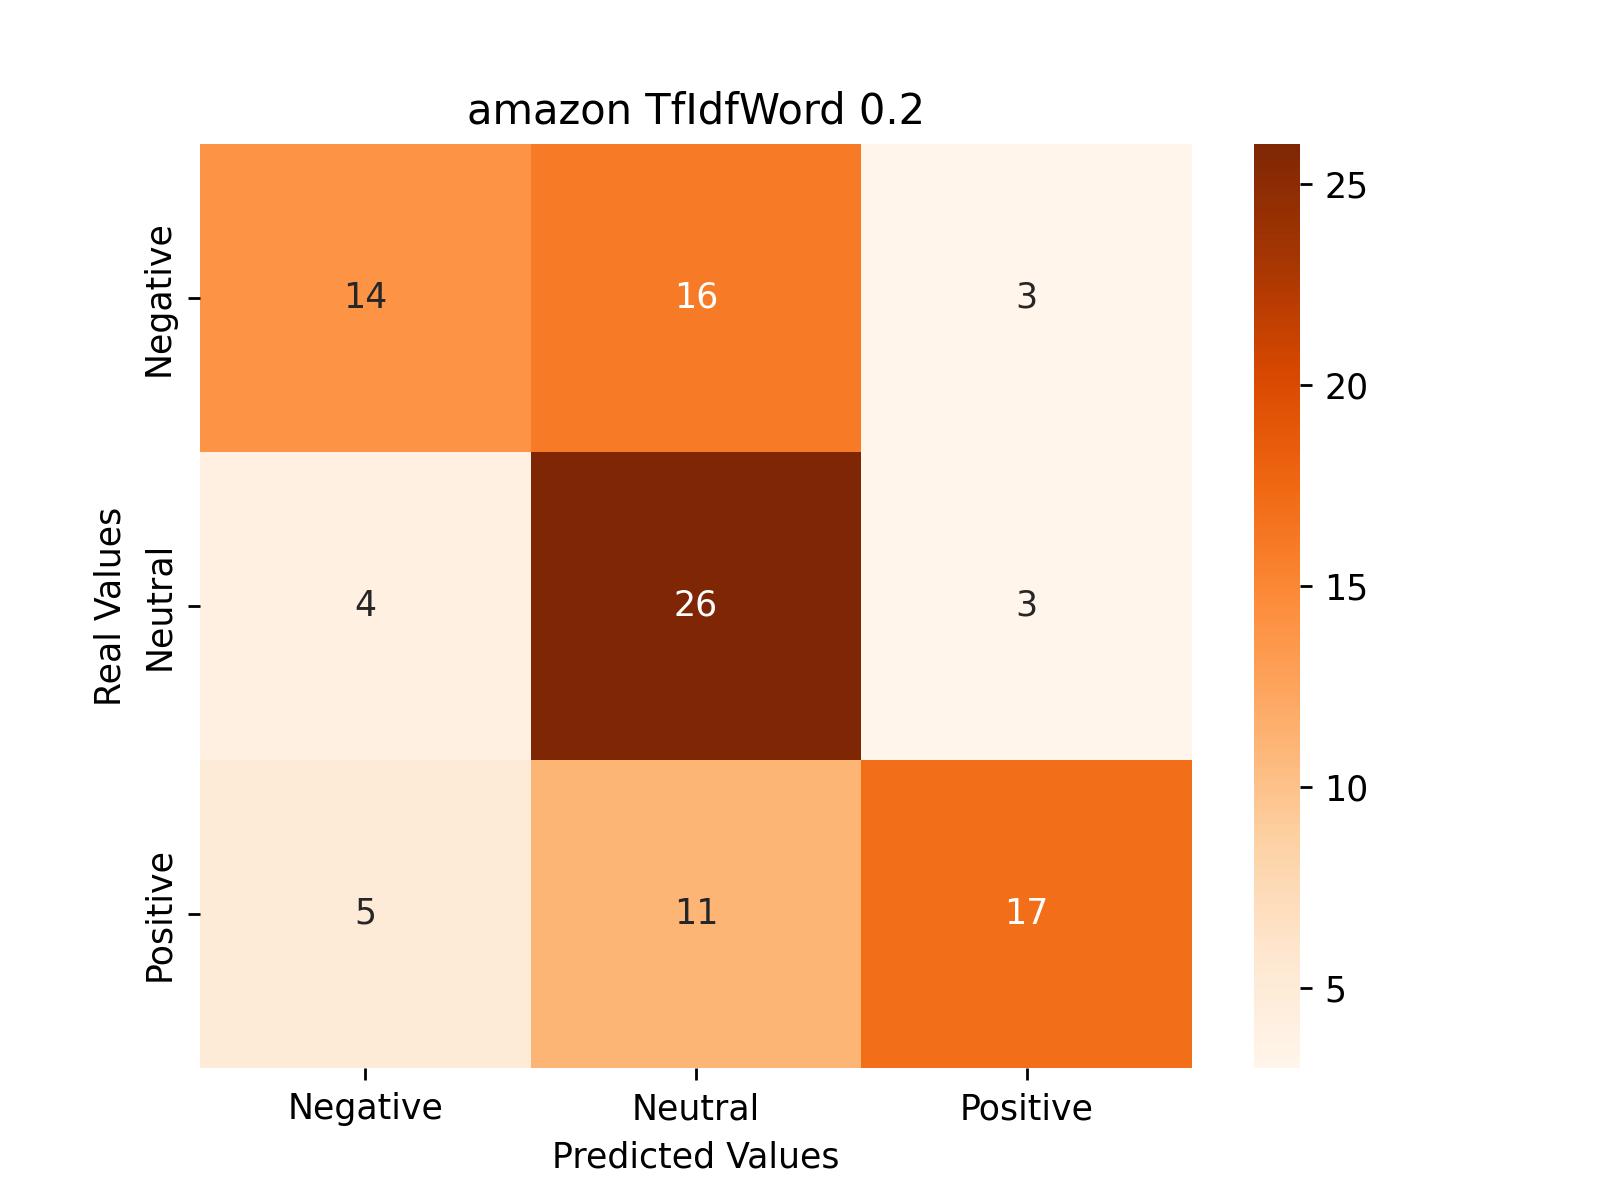 amazon TfIdfWord 0.2
Real Values
Negative
14 16 3
Neutral
4 26 3
Positive
5 11 17
Negative Neutral Positive
Predicted Values
25
20
15
10
5